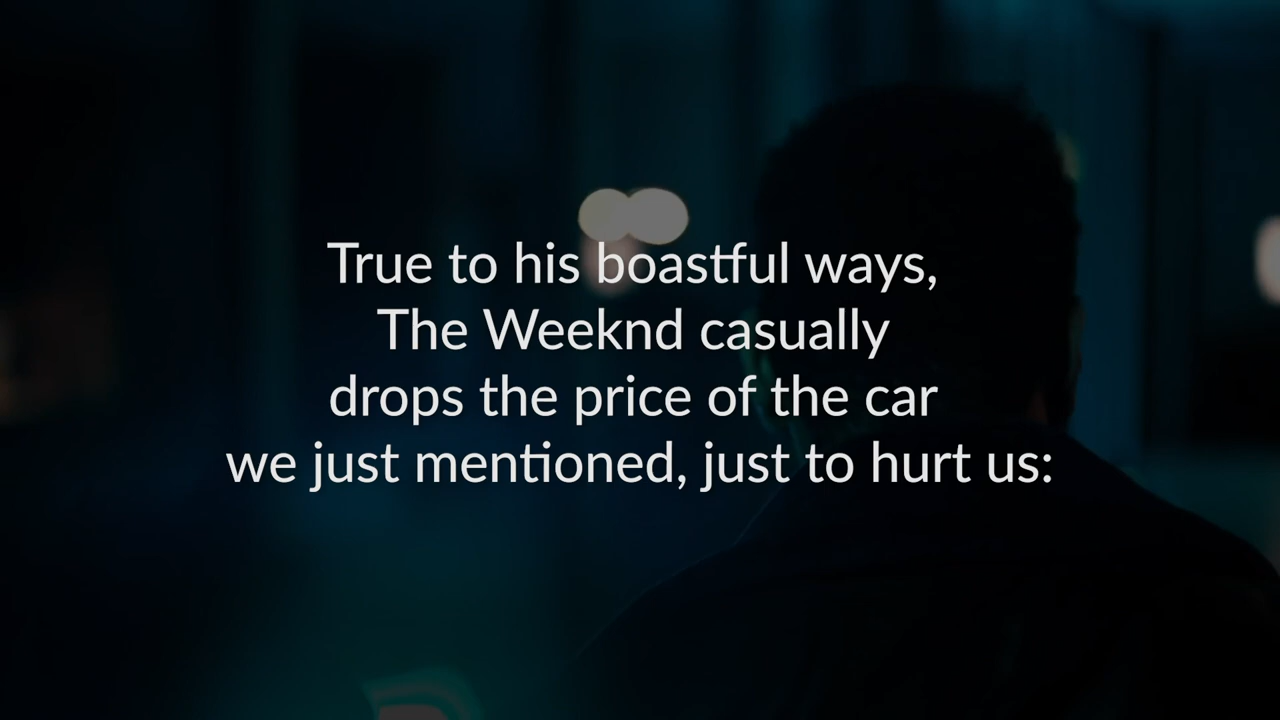 True to his boastful ways,
The Weeknd casually
drops the price of the car
we just mentioned, just to hurt us: